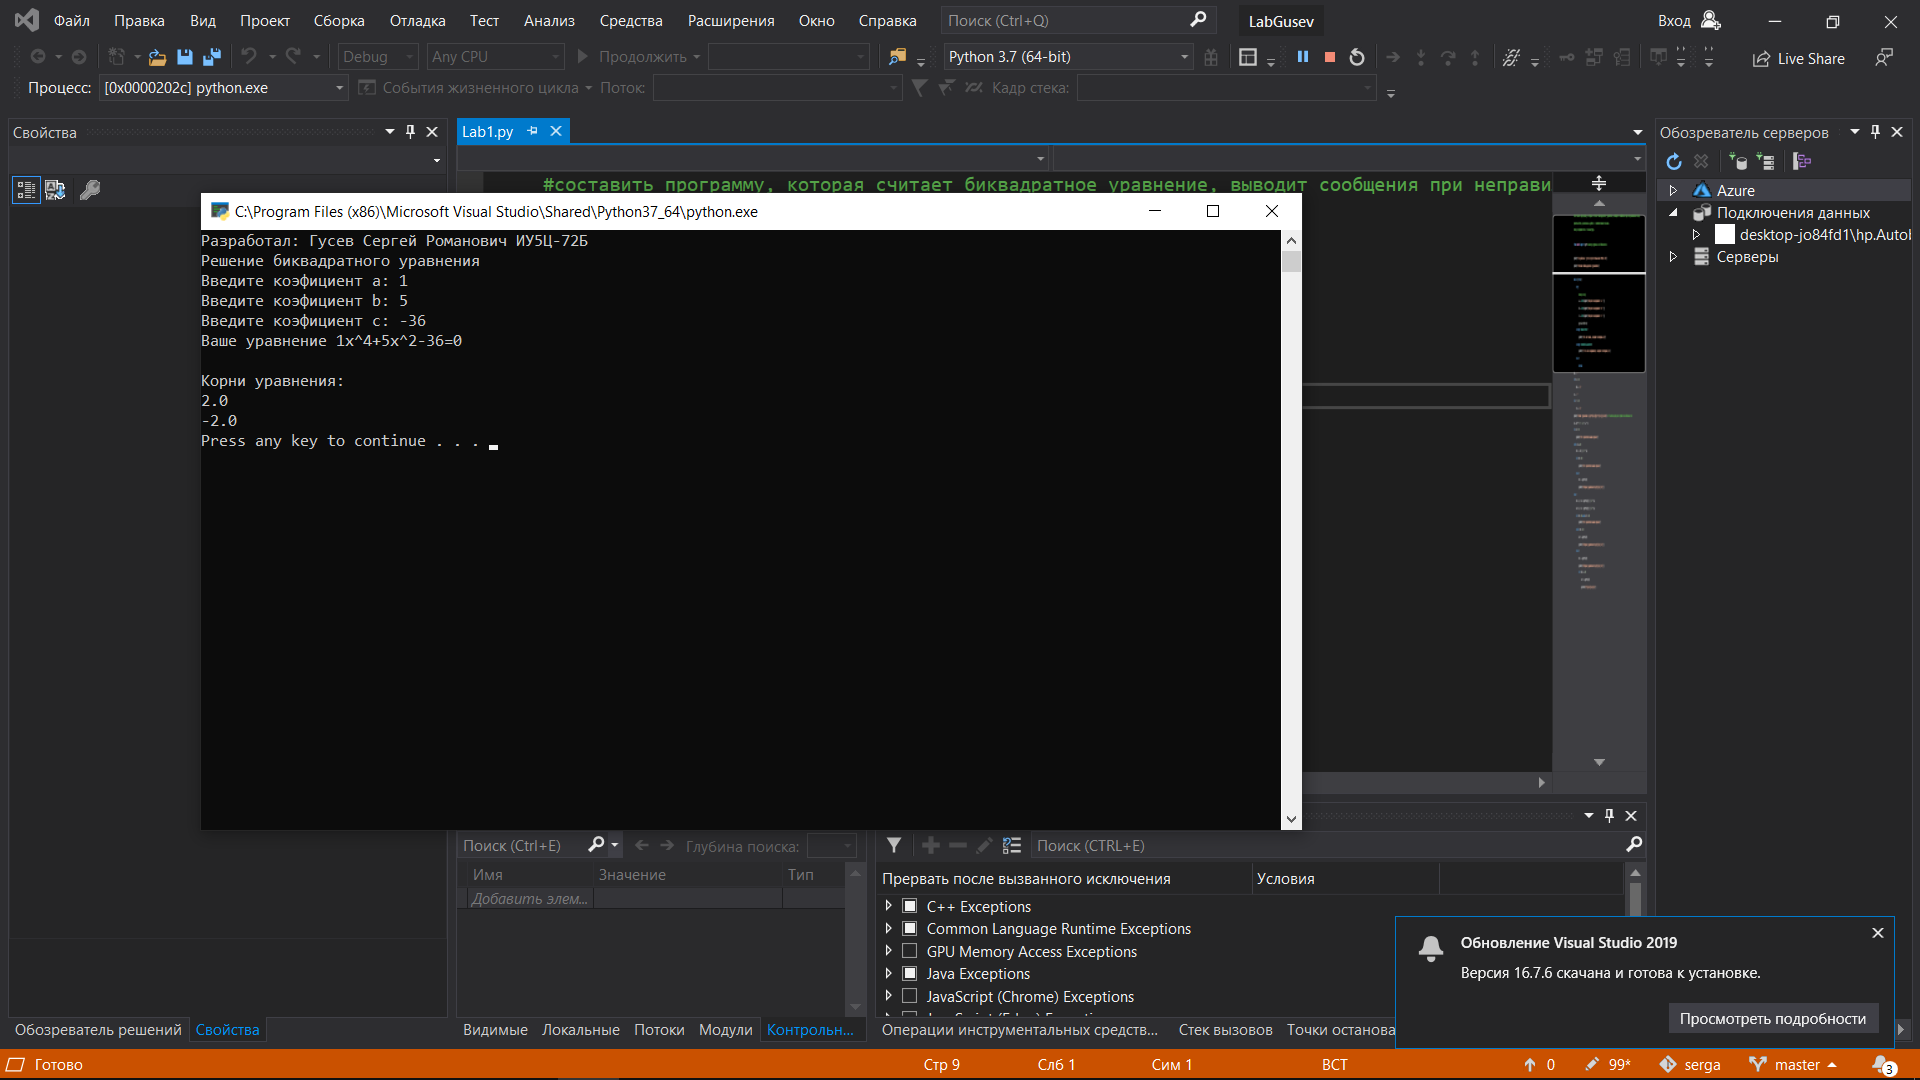 Файл Правка Вид Проект Сборка Отладка Тест Анализ Средства Расширения Окно Справка Поиск (Ctrl+Q) LabGusev Вход
Debug Any CPU Продолжить Python 3.7 (64-bit) Live Share
Процесс: [0x0000202c] python.exe События жизненного цикла Поток: Кадр стека:
Свойства
Lab1.py
Обозреватель серверов
#составить программу, которая считает биквадратное уравнение, выводит сообщения при неправи
Azure
Подключения данных
desktop-jo84fd1\hp.Autol
Серверы
C:\Program Files (x86)\Microsoft Visual Studio\Shared\Python37_64\python.exe
Разработал: Гусев Сергей Романович ИУ5Ц-72Б
Решение биквадратного уравнения
Введите коэфициент a: 1
Введите коэфициент b: 5
Введите коэфициент c: -36
Ваше уравнение 1x^4+5x^2-36=0
Корни уравнения:
2.0
-2.0
Press any key to continue . . .
Поиск (Ctrl+E) Глубина поиска:
Имя Значение Тип
Добавить элем...
Поиск (CTRL+E)
Прервать после вызванного исключения Условия
C++ Exceptions
Common Language Runtime Exceptions
GPU Memory Access Exceptions
Java Exceptions
JavaScript (Chrome) Exceptions
Обновление Visual Studio 2019
Версия 16.7.6 скачана и готова к установке.
Просмотреть подробности
Обозреватель решений Свойства
Видимые Локальные Потоки Модули Контрольн...
Операции инструментальных средств... Стек вызовов Точки останова
Готово Стр 9 Слб 1 Сим 1 ВСТ 0 99* serga master 3